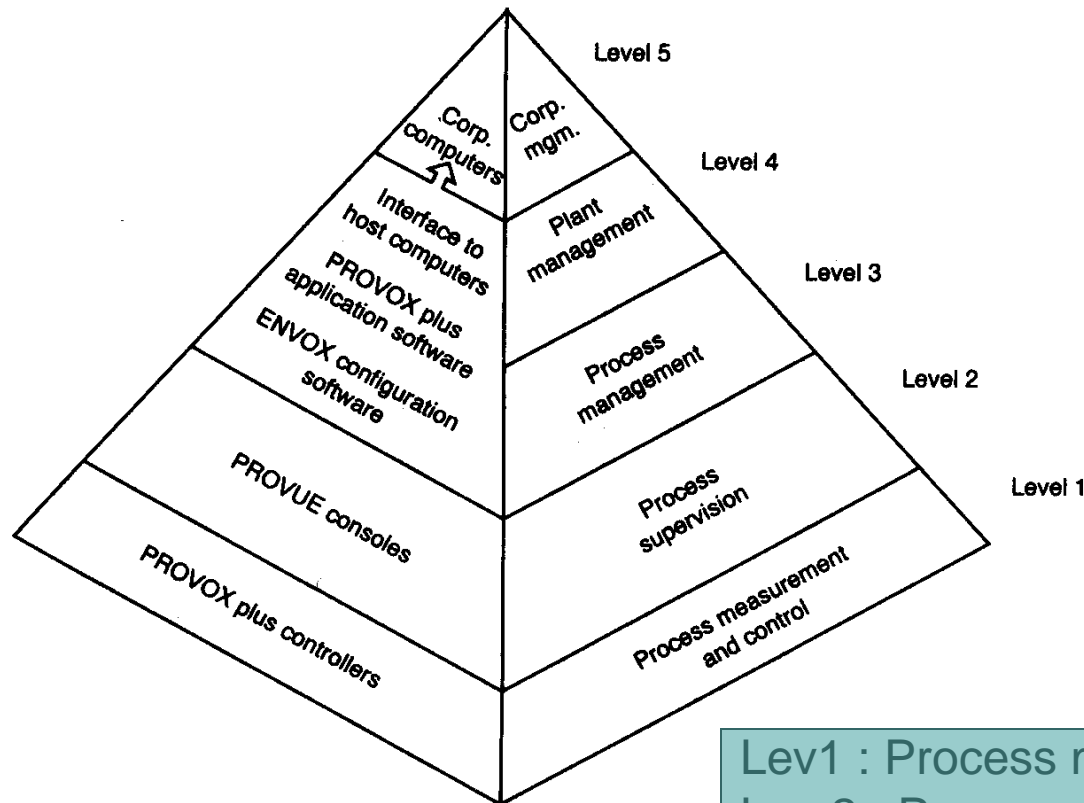 Level 5
Corp.
computers
Corp.
mgm.
Level 4
Interface to
host computers
PROVOX plus
application software
ENVOX configuration
software
Plant
management
Level 3
Process
management
Level 2
PROVUE consoles
Process
supervision
Level 1
PROVOX plus controllers
Process measurement
and control
Lev1 : Process